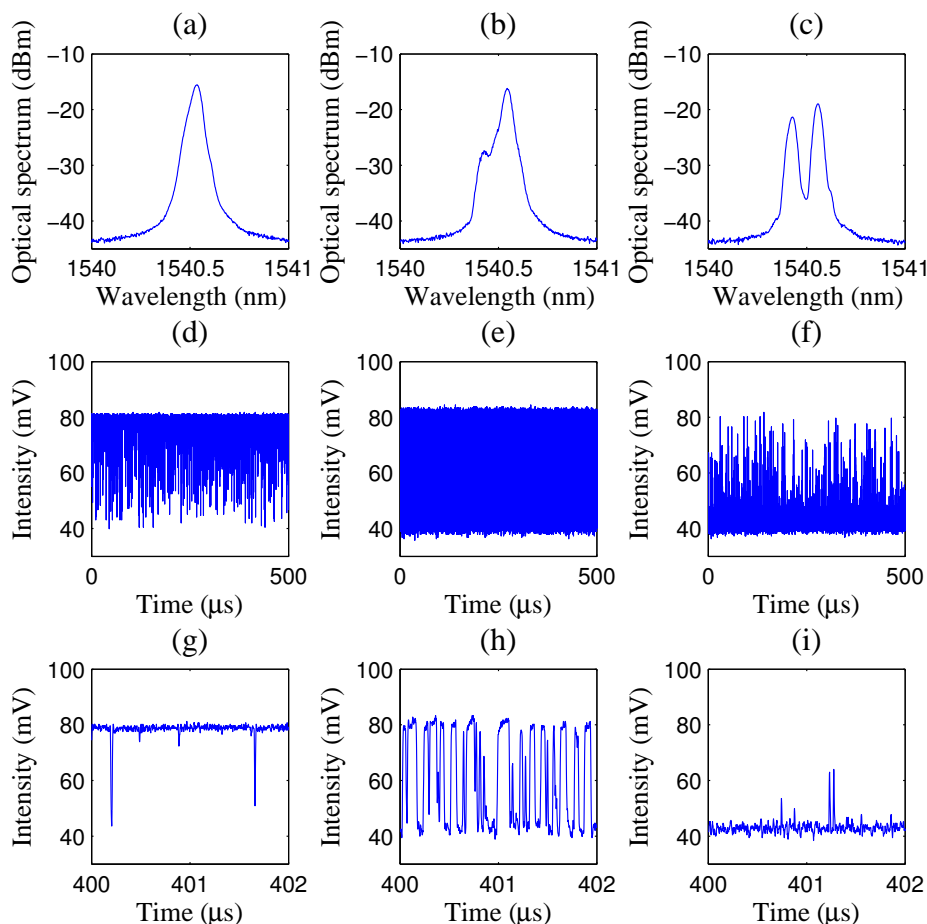 (a) (b) (c)
Optical spectrum (dBm) −10 −20 −30 −40 1540 1540.5 1541 Wavelength (nm)
Optical spectrum (dBm) −10 −20 −30 −40 1540 1540.5 1541 Wavelength (nm)
Optical spectrum (dBm) −10 −20 −30 −40 1540 1540.5 1541 Wavelength (nm)
(d) (e) (f)
Intensity (mV) 100 80 60 40 0 500 Time (μs)
Intensity (mV) 100 80 60 40 0 500 Time (μs)
Intensity (mV) 100 80 60 40 0 500 Time (μs)
(g) (h) (i)
Intensity (mV) 100 80 60 40 400 401 402 Time (μs)
Intensity (mV) 100 80 60 40 400 401 402 Time (μs)
Intensity (mV) 100 80 60 40 400 401 402 Time (μs)